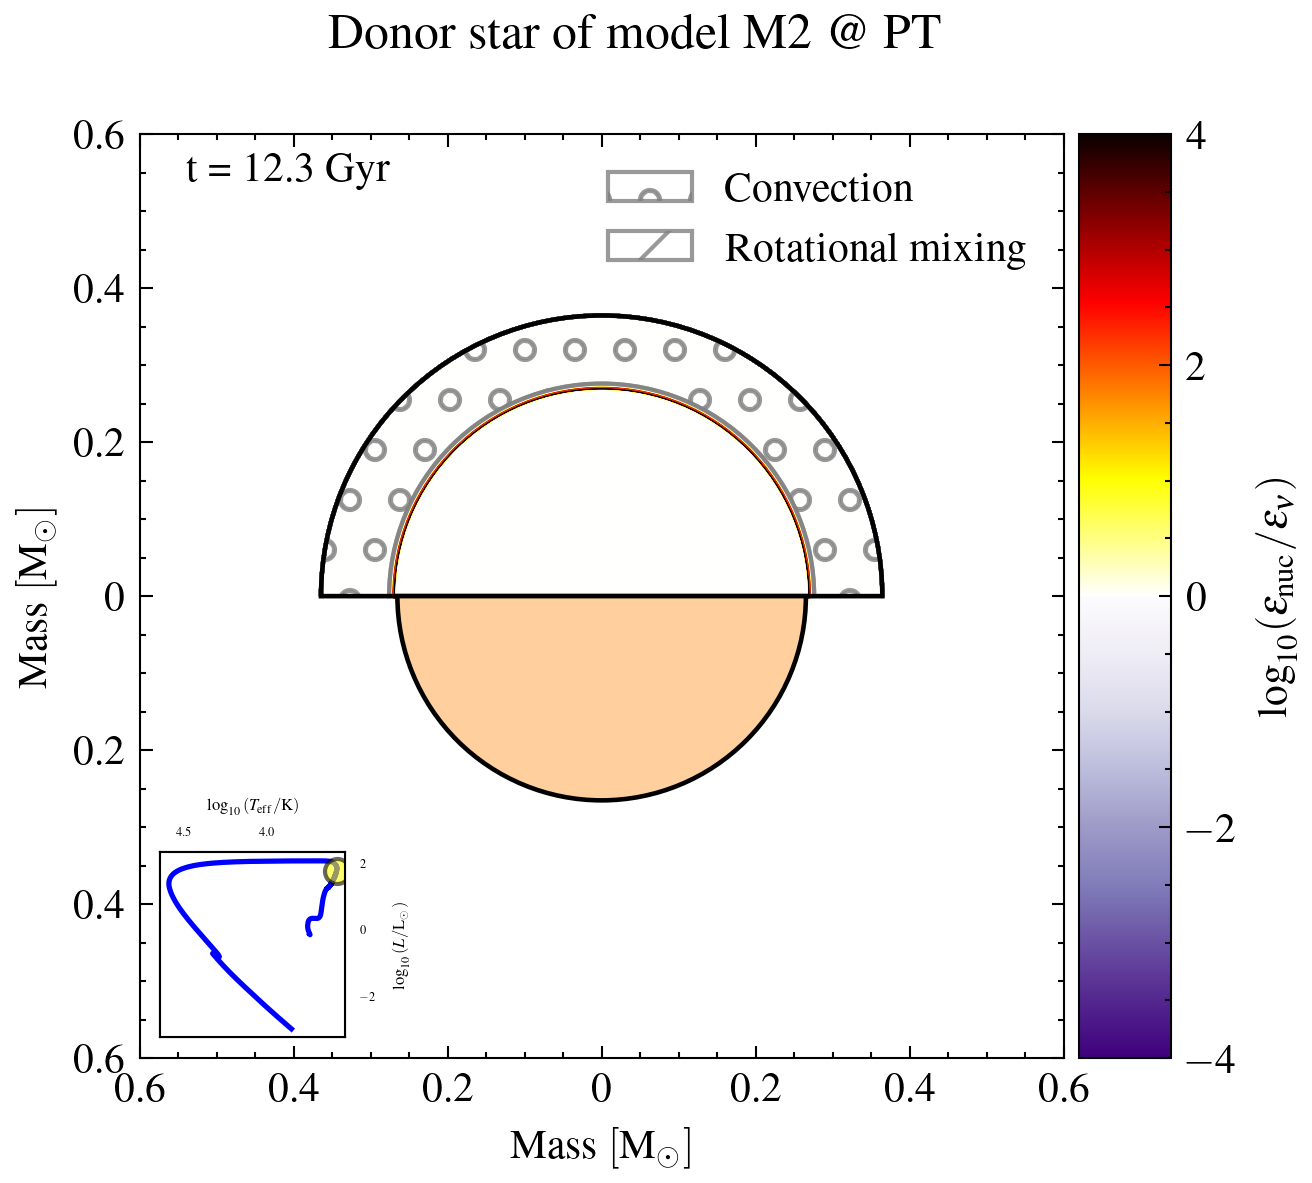 Donor star of model M2 @ PT
t = 12.3 Gyr
Convection
Rotational mixing
0.6
0.4
0.2
0
0.2
0.4
0.6
Mass [M☉]
0.6
0.4
0.2
0
0.2
0.4
0.6
Mass [M☉]
4
2
0
−2
−4
log₁₀(εnuc/εν)
log₁₀(Teff/K)
4.5
4.0
2
0
−2
log₁₀(L/L☉)